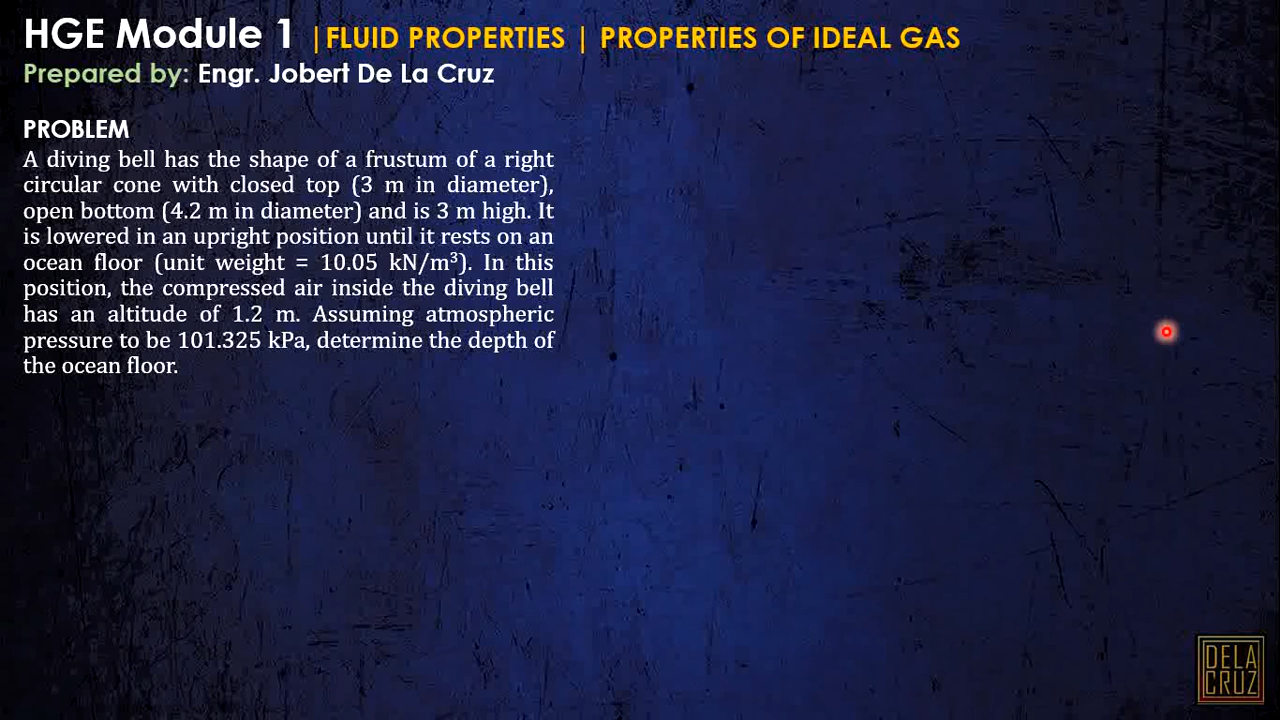 HGE Module 1 | FLUID PROPERTIES | PROPERTIES OF IDEAL GAS
Prepared by: Engr. Jobert De La Cruz
PROBLEM
A diving bell has the shape of a frustum of a right
circular cone with closed top (3 m in diameter),
open bottom (4.2 m in diameter) and is 3 m high. It
is lowered in an upright position until it rests on an
ocean floor (unit weight = 10.05 kN/m³). In this
position, the compressed air inside the diving bell
has an altitude of 1.2 m. Assuming atmospheric
pressure to be 101.325 kPa, determine the depth of
the ocean floor.
DELA
CRUZ